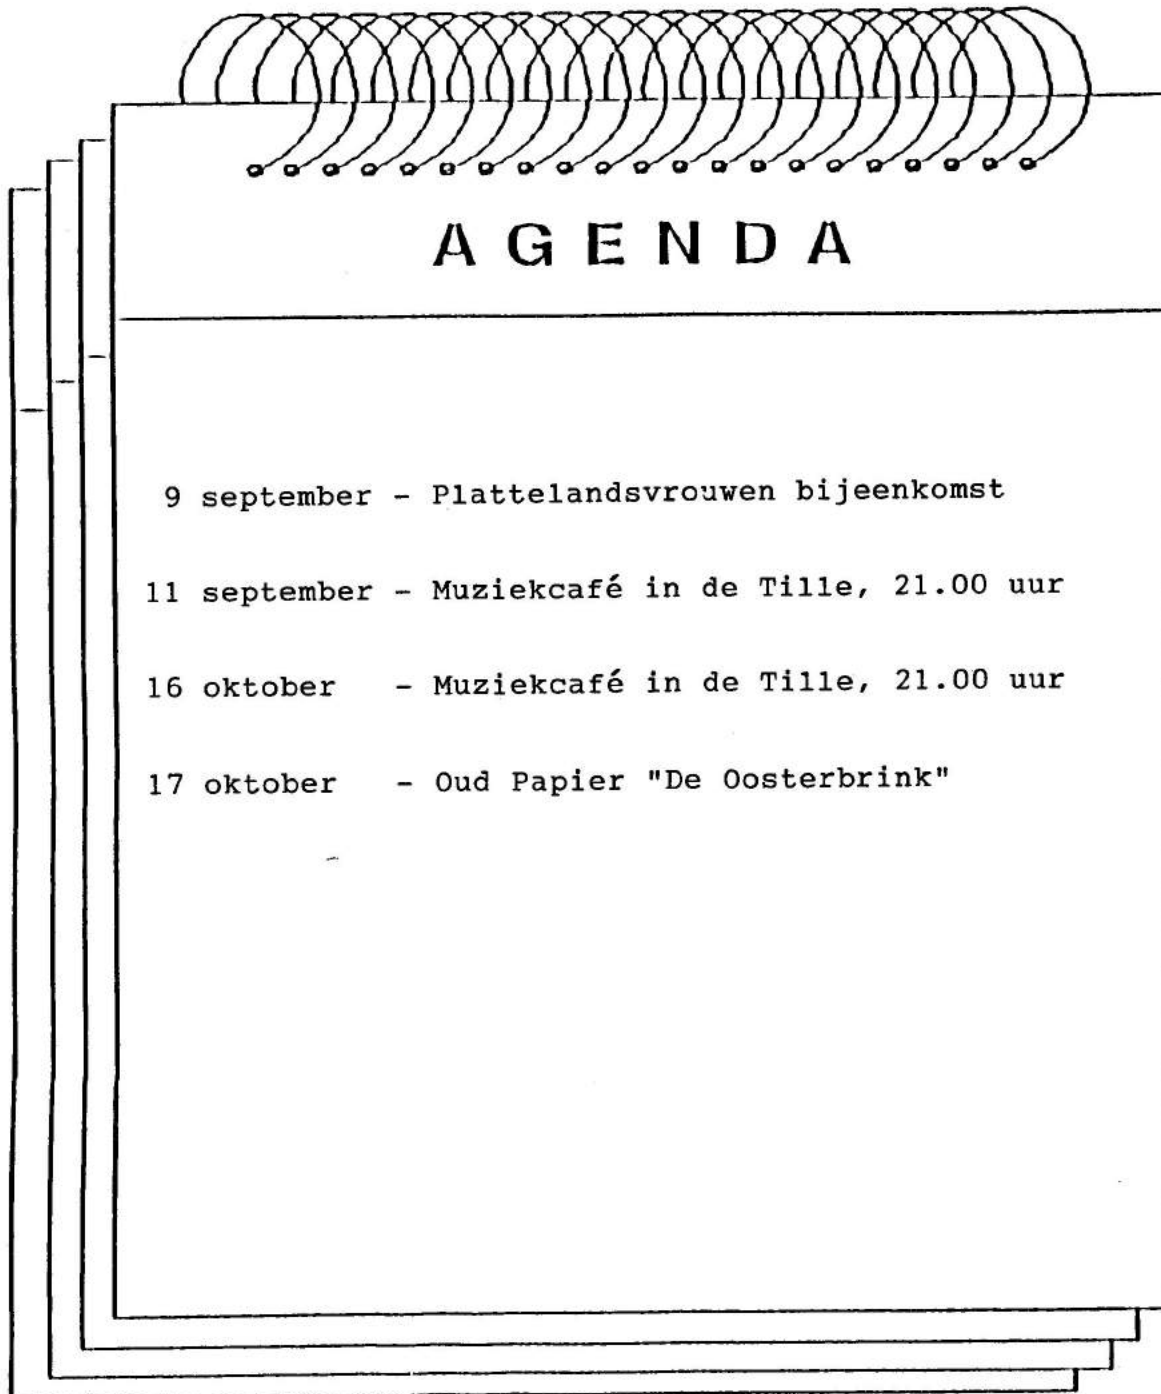 AGENDA
9 september - Plattelandsvrouwen bijeenkomst
11 september - Muziekcafé in de Tille, 21.00 uur
16 oktober - Muziekcafé in de Tille, 21.00 uur
17 oktober - Oud Papier "De Oosterbrink"